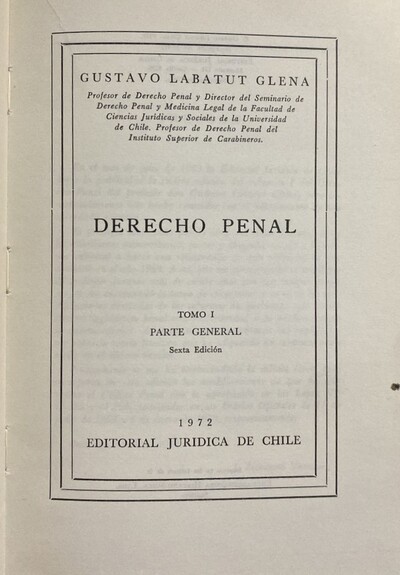 GUSTAVO LABATUT GLENA
Profesor de Derecho Penal y Director del Seminario de
Derecho Penal y Medicina Legal de la Facultad de
Ciencias Jurídicas y Sociales de la Universidad
de Chile. Profesor de Derecho Penal del
Instituto Superior de Carabineros.
DERECHO PENAL
TOMO I
PARTE GENERAL
Sexta Edición
1972
EDITORIAL JURIDICA DE CHILE